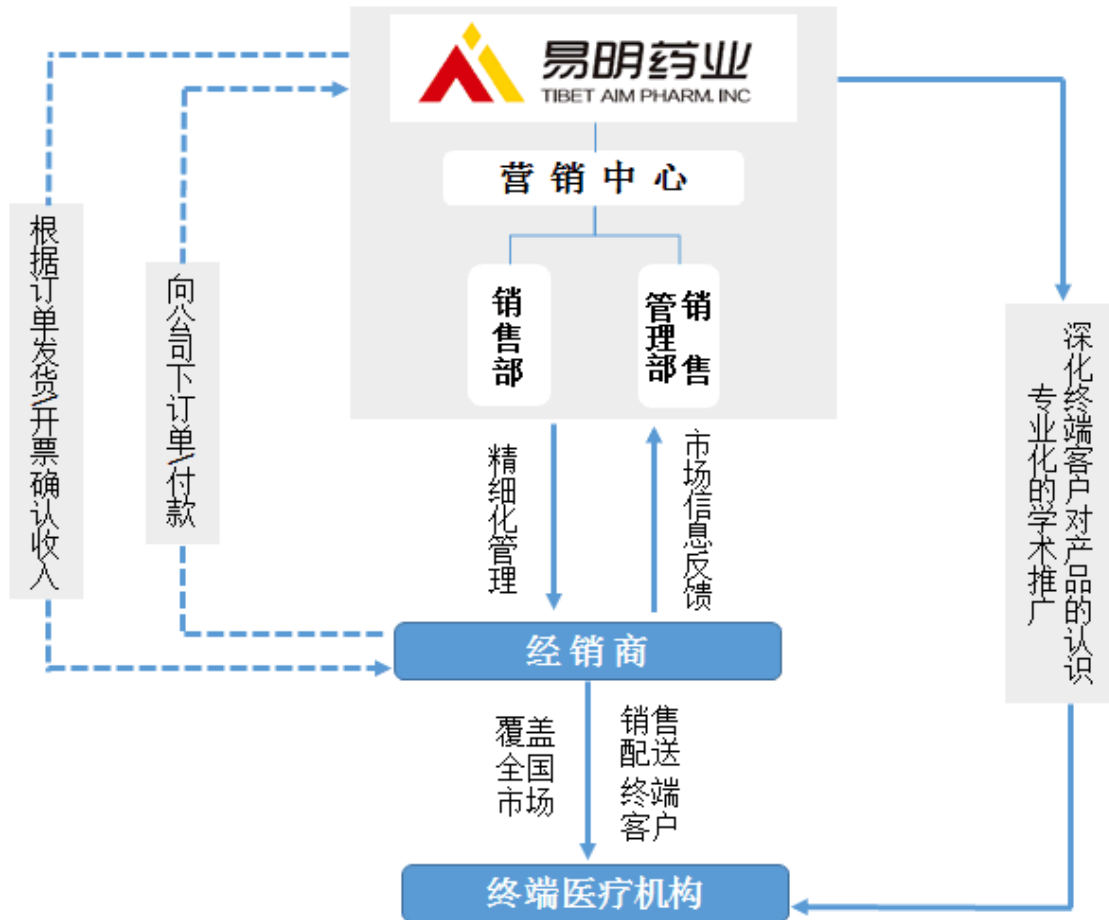 易明药业
TIBET AIM PHARM. INC
营销中心
销售部
销售
管理部
根据订单发货/开票确认收入
向公司下订单/付款
精细化管理
市场信息反馈
深化终端客户对产品的认识
专业化的学术推广
经销商
覆盖
全国
市场
销售
配送
终端
客户
终端医疗机构